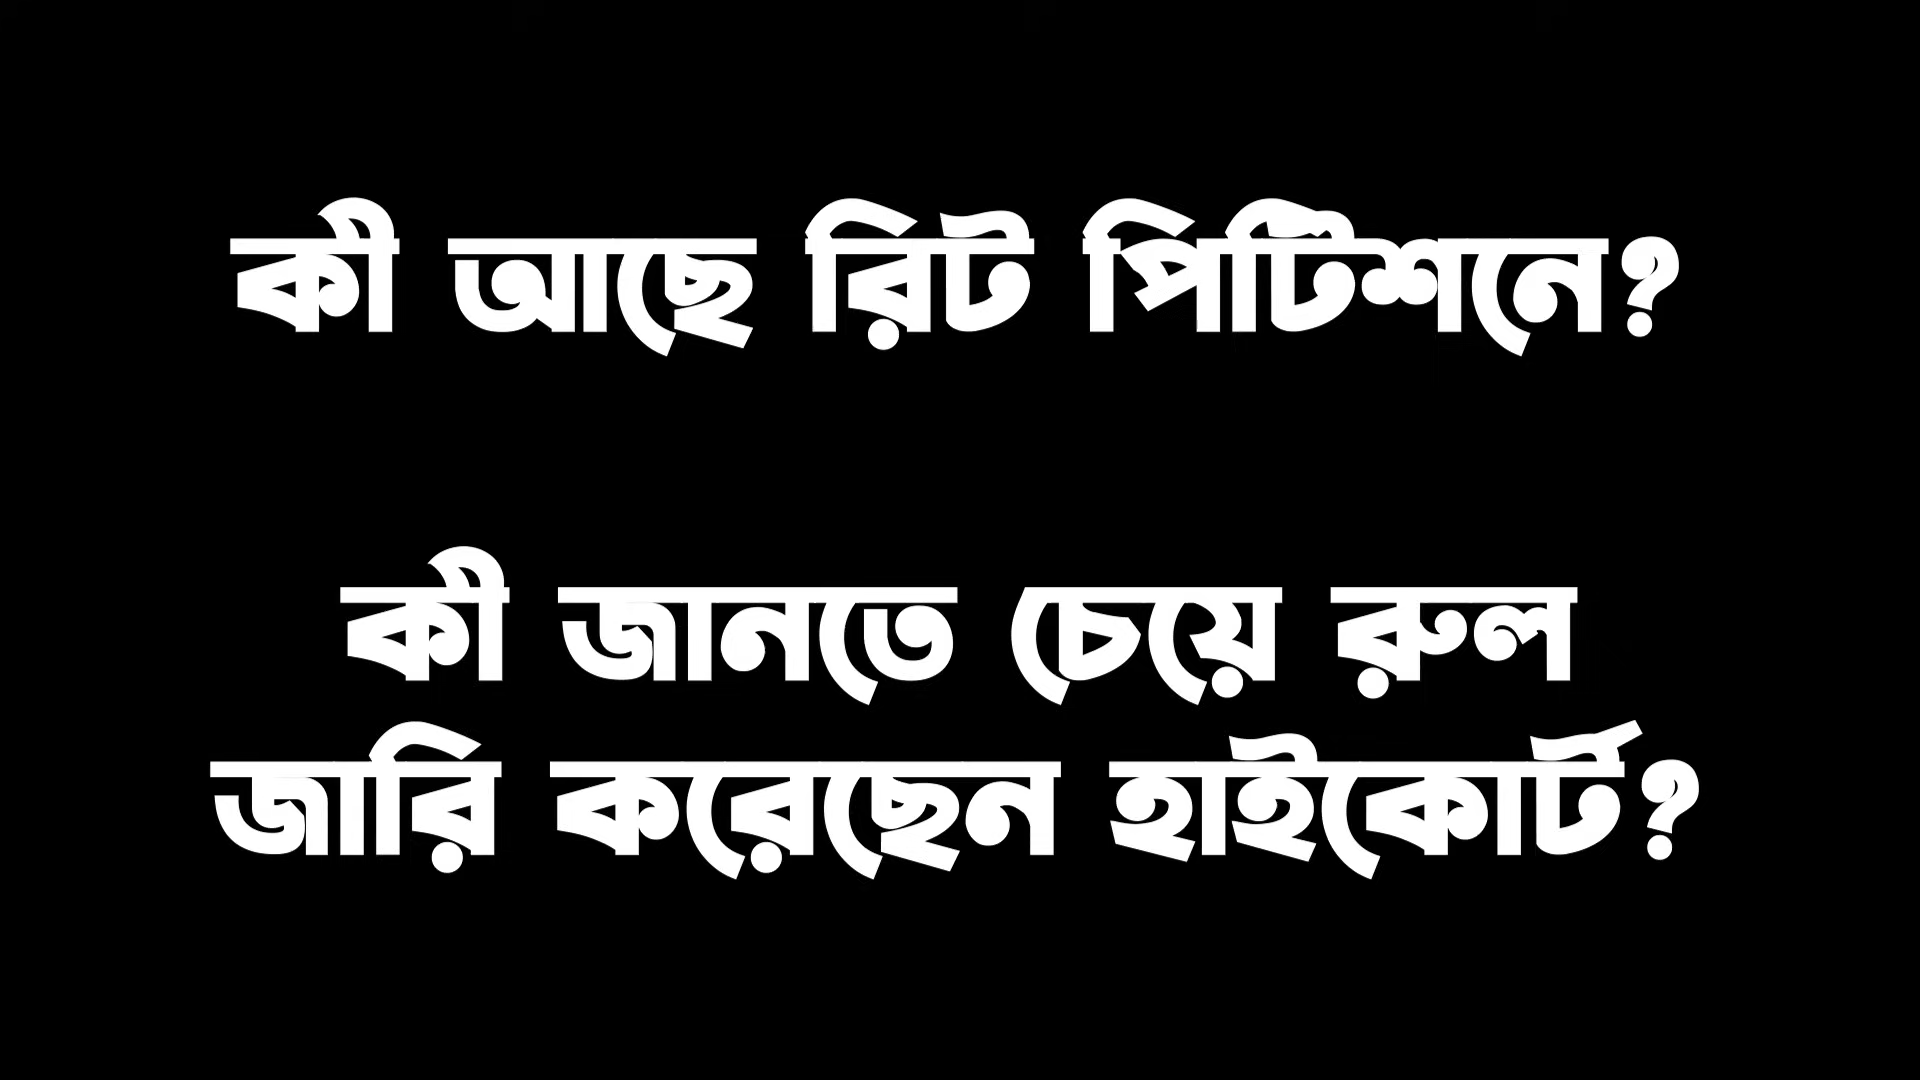 কী আছে রিট পিটিশনে?
কী জানতে চেয়ে রুল
জারি করেছেন হাইকোর্ট?